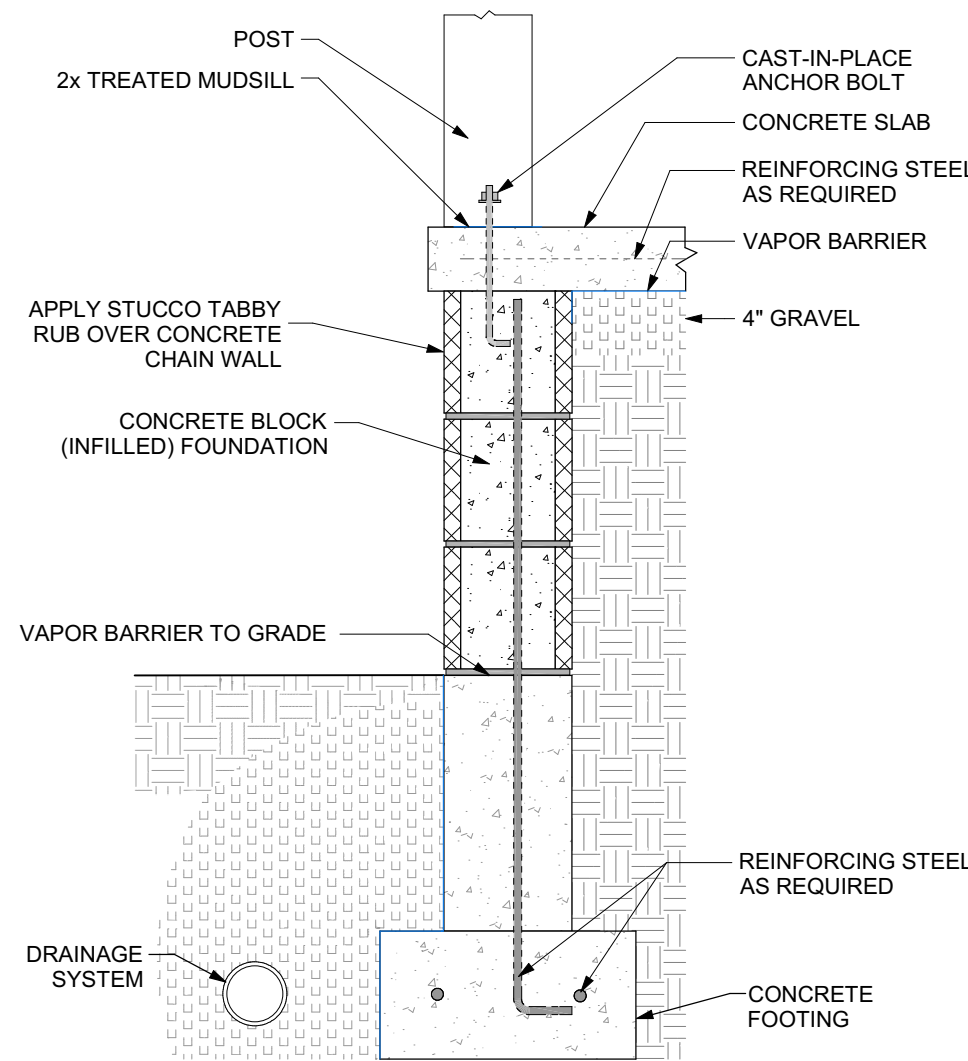 POST
2x TREATED MUDSILL
CAST-IN-PLACE
ANCHOR BOLT
CONCRETE SLAB
REINFORCING STEEL
AS REQUIRED
VAPOR BARRIER
4" GRAVEL
APPLY STUCCO TABBY
RUB OVER CONCRETE
CHAIN WALL
CONCRETE BLOCK
(INFILLED) FOUNDATION
VAPOR BARRIER TO GRADE
REINFORCING STEEL
AS REQUIRED
DRAINAGE
SYSTEM
CONCRETE
FOOTING